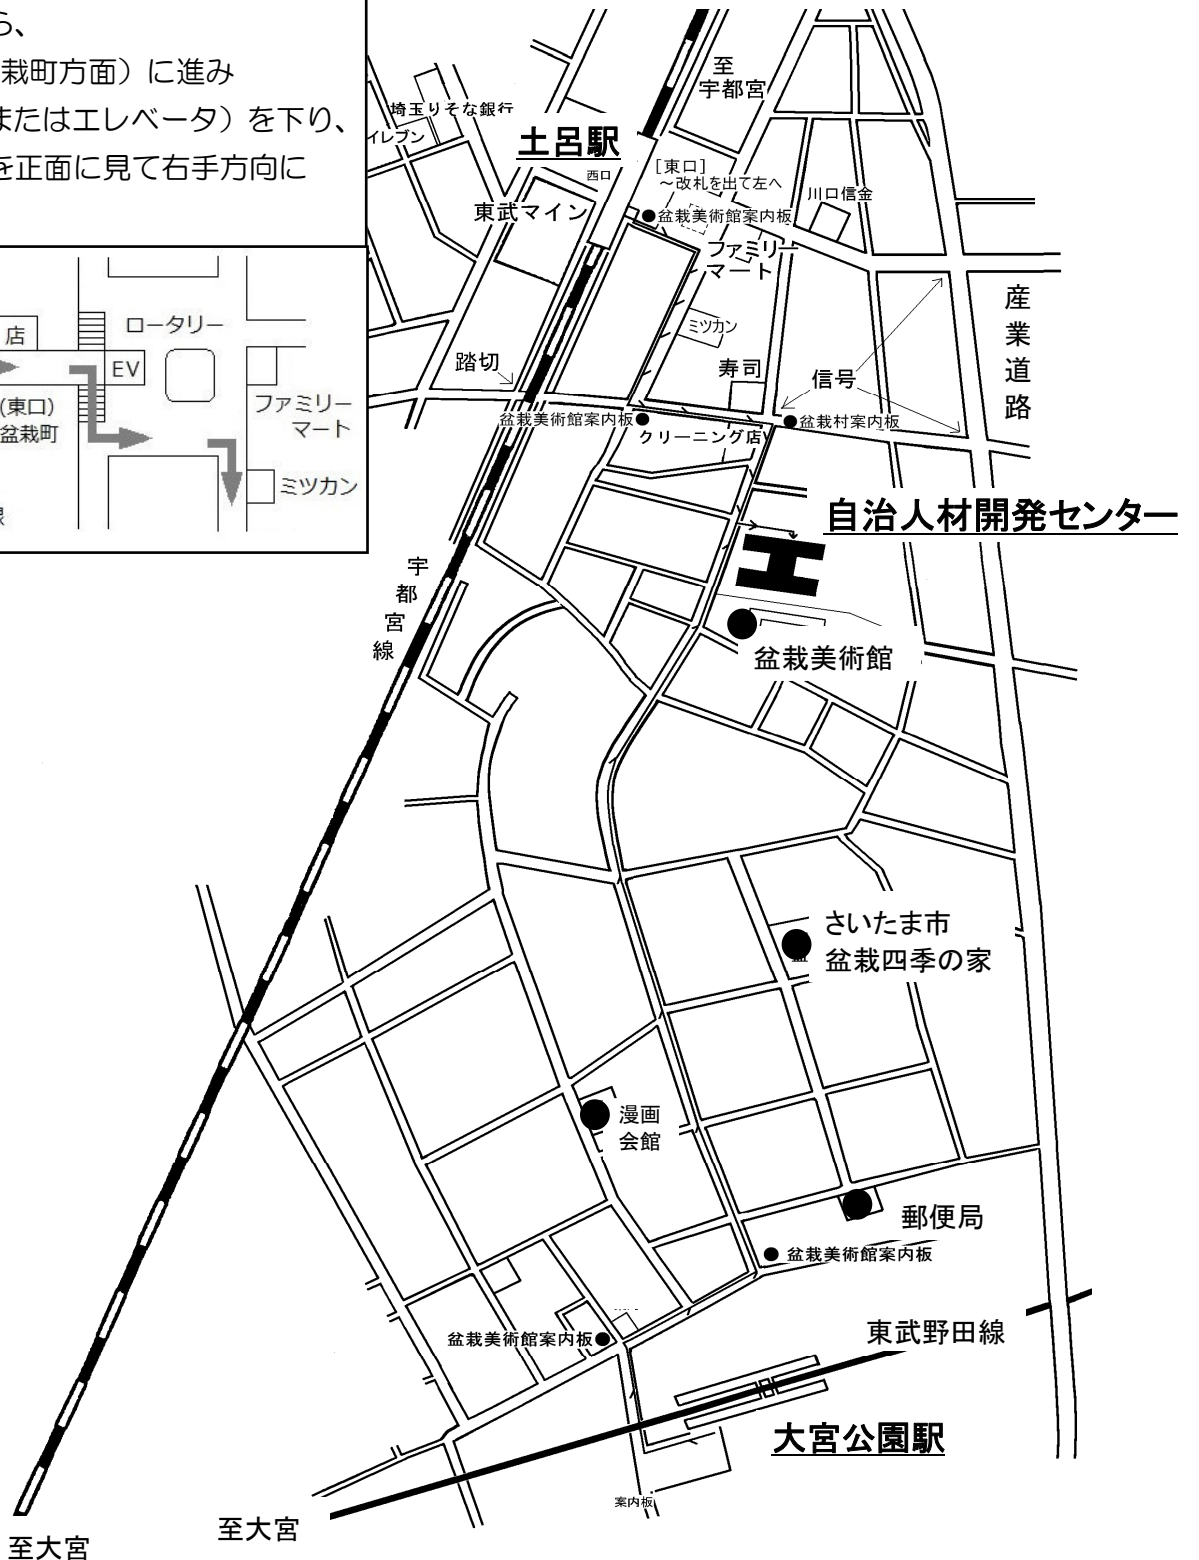 ら、
栽町方面）に進み
またはエレベータ）を下り、
を正面に見て右手方向に
店
ロータリー
EV
(東口)
盆栽町
ファミリー
マート
ミツカン
線
至
宇都宮
埼玉りそな銀行
イレブン
土呂駅
西口
［東口］
～改札を出て左へ
川口信金
東武マイン
盆栽美術館案内板
ファミリー
マート
ミツカン
産業道路
踏切
寿司
信号
盆栽美術館案内板
盆栽村案内板
クリーニング店
自治人材開発センター
宇都宮線
盆栽美術館
さいたま市
盆栽四季の家
漫画
会館
郵便局
盆栽美術館案内板
盆栽美術館案内板
東武野田線
大宮公園駅
案内板
至大宮
至大宮